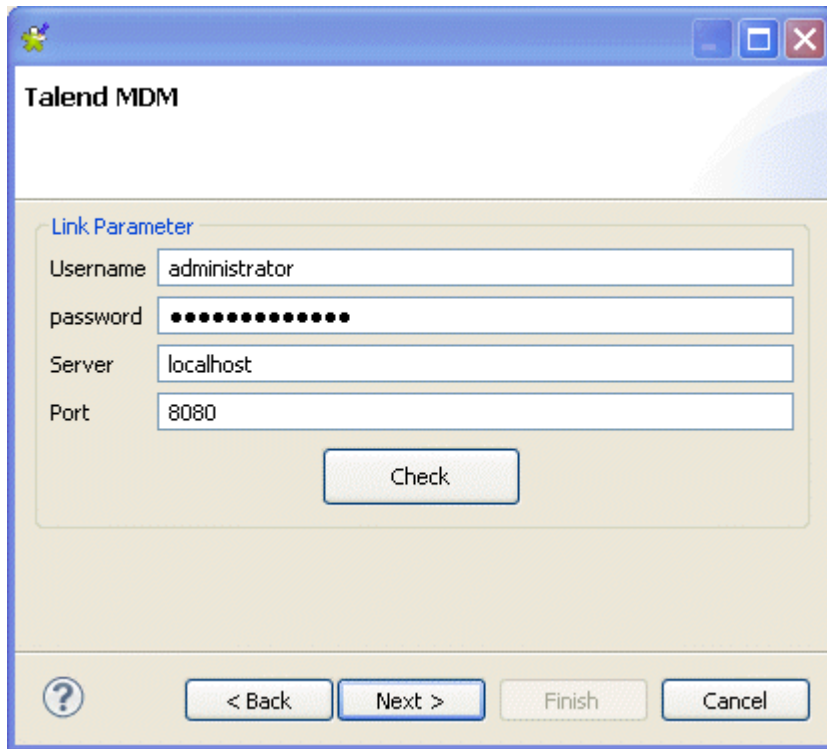 Talend MDM
Link Parameter
Username administrator
password ●●●●●●●●●●●●●
Server localhost
Port 8080
Check
?
< Back Next > Finish Cancel